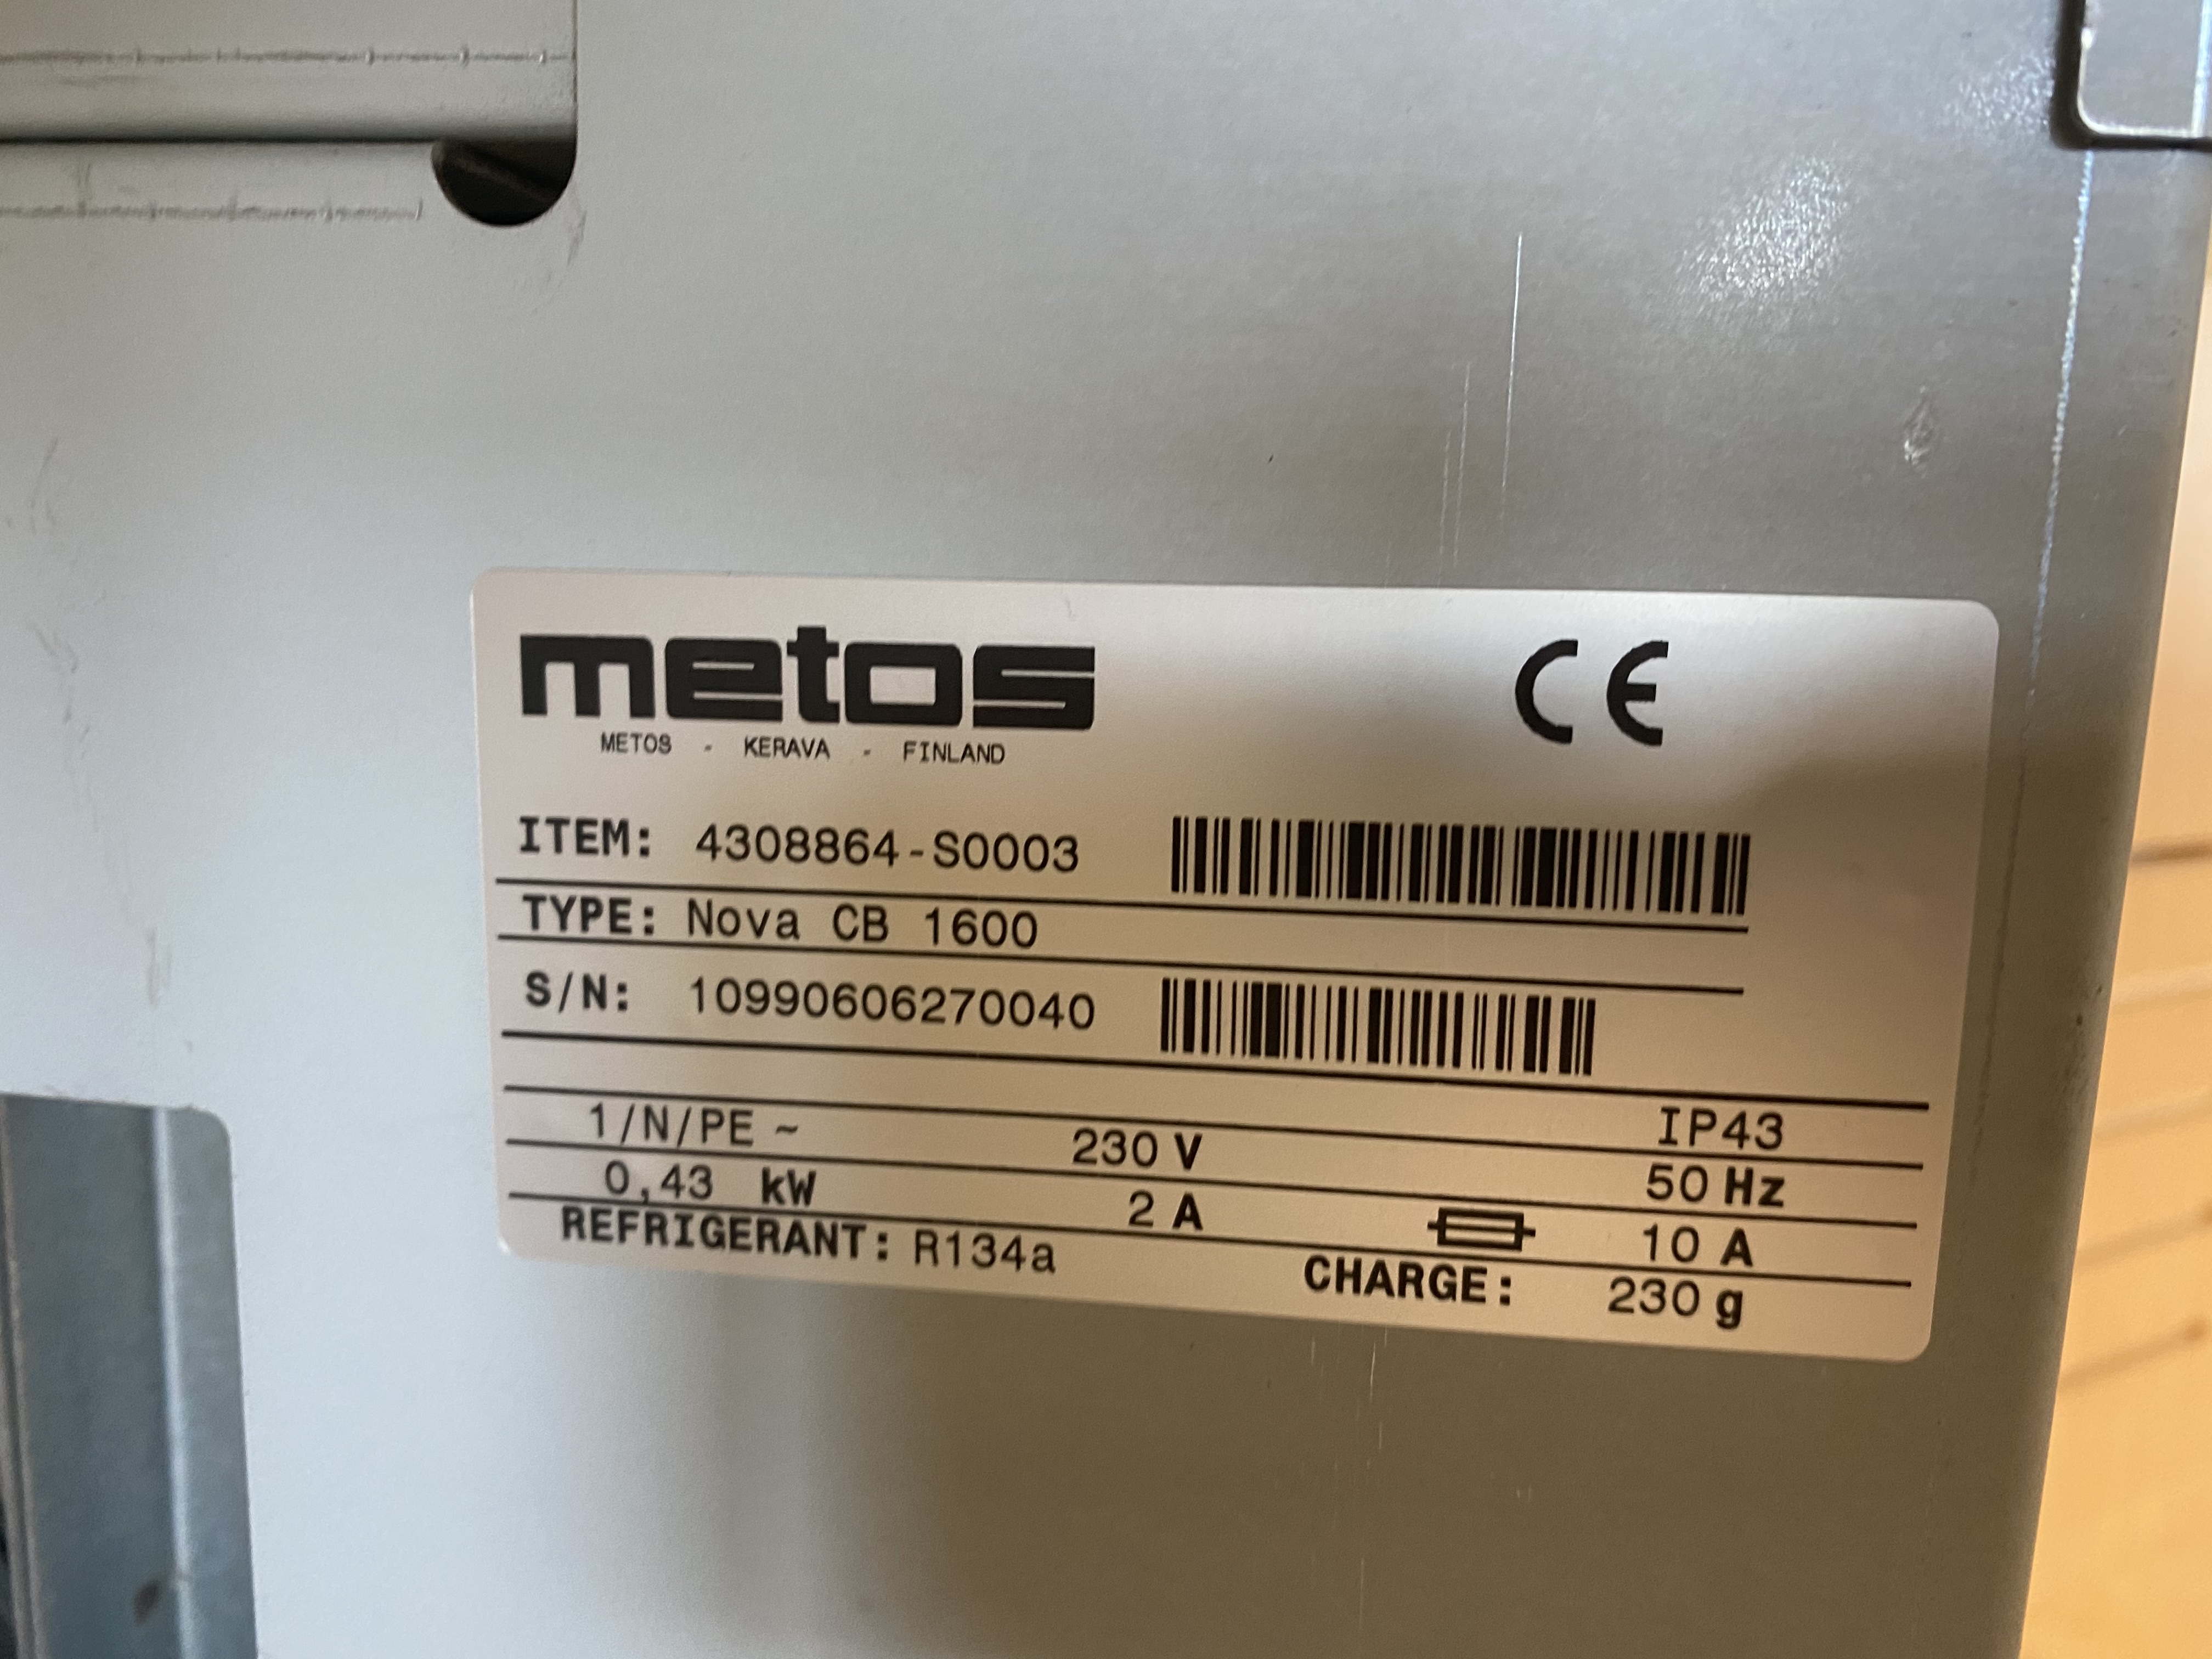 metos
CE
METOS - KERAVA - FINLAND
ITEM: 4308864-S0003
TYPE: Nova CB 1600
S/N: 10990606270040
1/N/PE ~ 230 V IP43
0,43 kW 2 A 50 Hz
10 A
REFRIGERANT: R134a CHARGE: 230 g